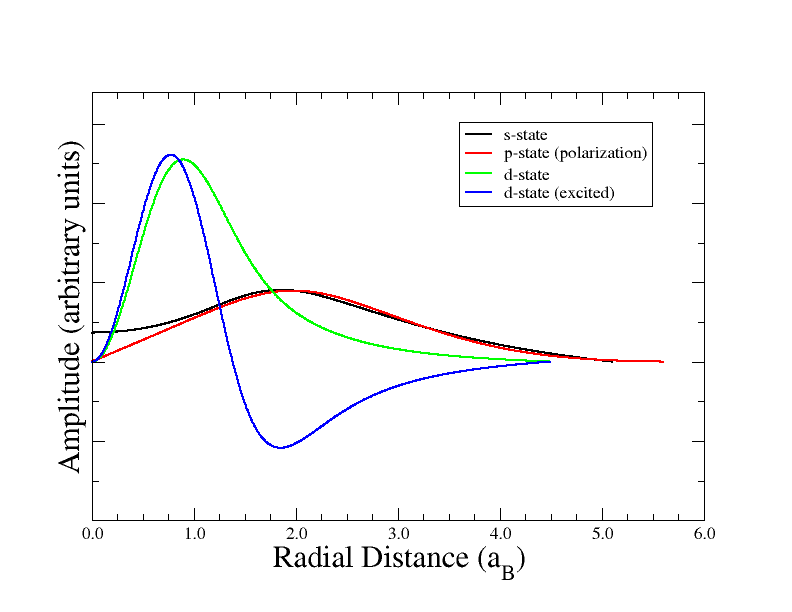 s-state
p-state (polarization)
d-state
d-state (excited)
Amplitude (arbitrary units)
0.0 1.0 2.0 3.0 4.0 5.0 6.0
Radial Distance (a_B)